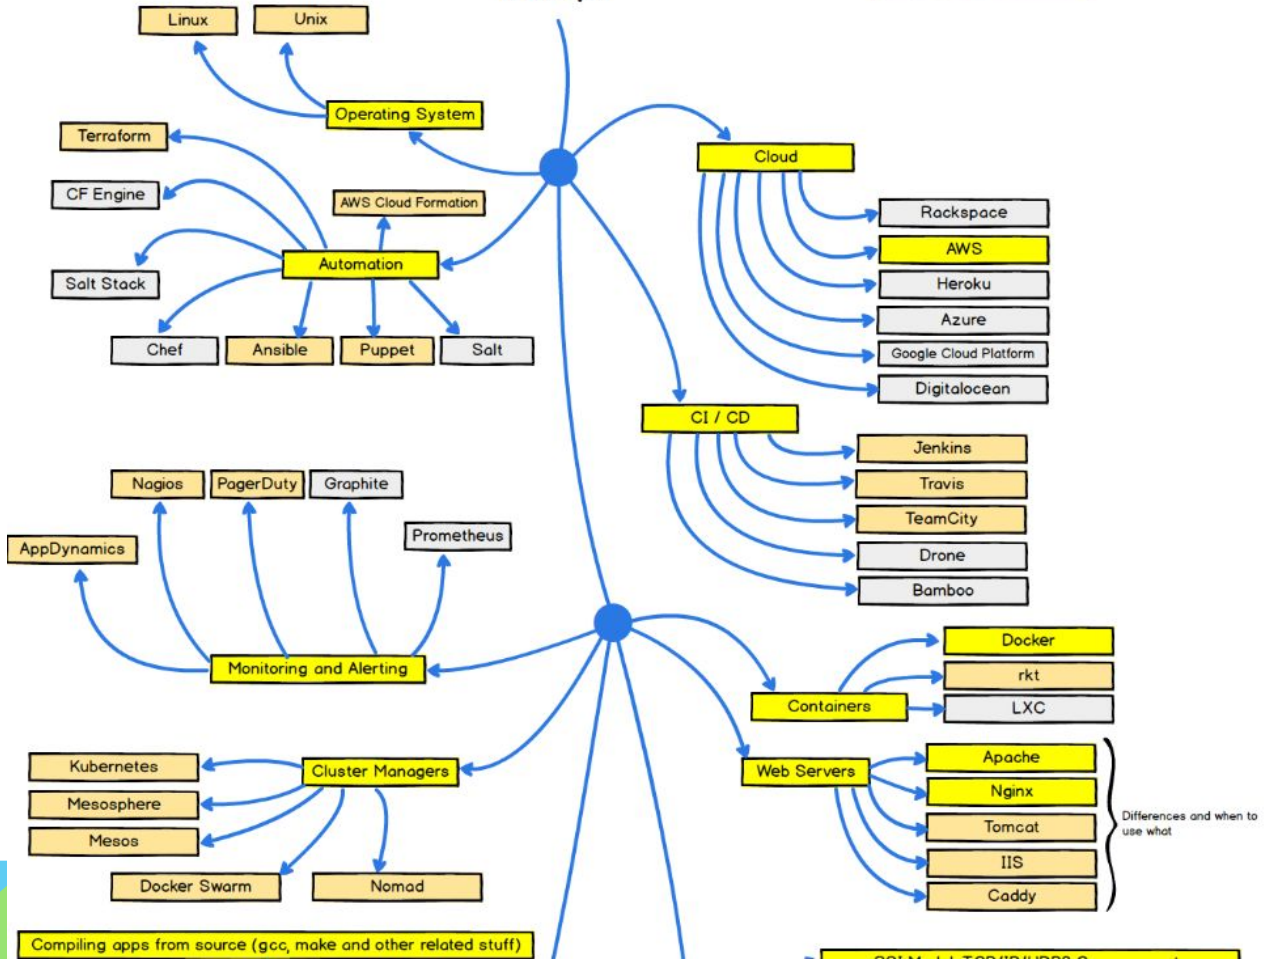 Linux
Unix
Operating System
Terraform
Cloud
CF Engine
AWS Cloud Formation
Rackspace
AWS
Automation
Salt Stack
Heroku
Azure
Chef
Ansible
Puppet
Salt
Google Cloud Platform
Digitalocean
CI / CD
Jenkins
Nagios
PagerDuty
Graphite
Travis
TeamCity
Prometheus
AppDynamics
Drone
Bamboo
Docker
Monitoring and Alerting
rkt
Containers
LXC
Kubernetes
Cluster Managers
Web Servers
Apache
Nginx
Mesosphere
Mesos
Tomcat
Differences and when to
use what
IIS
Docker Swarm
Nomad
Caddy
Compiling apps from source (gcc, make and other related stuff)